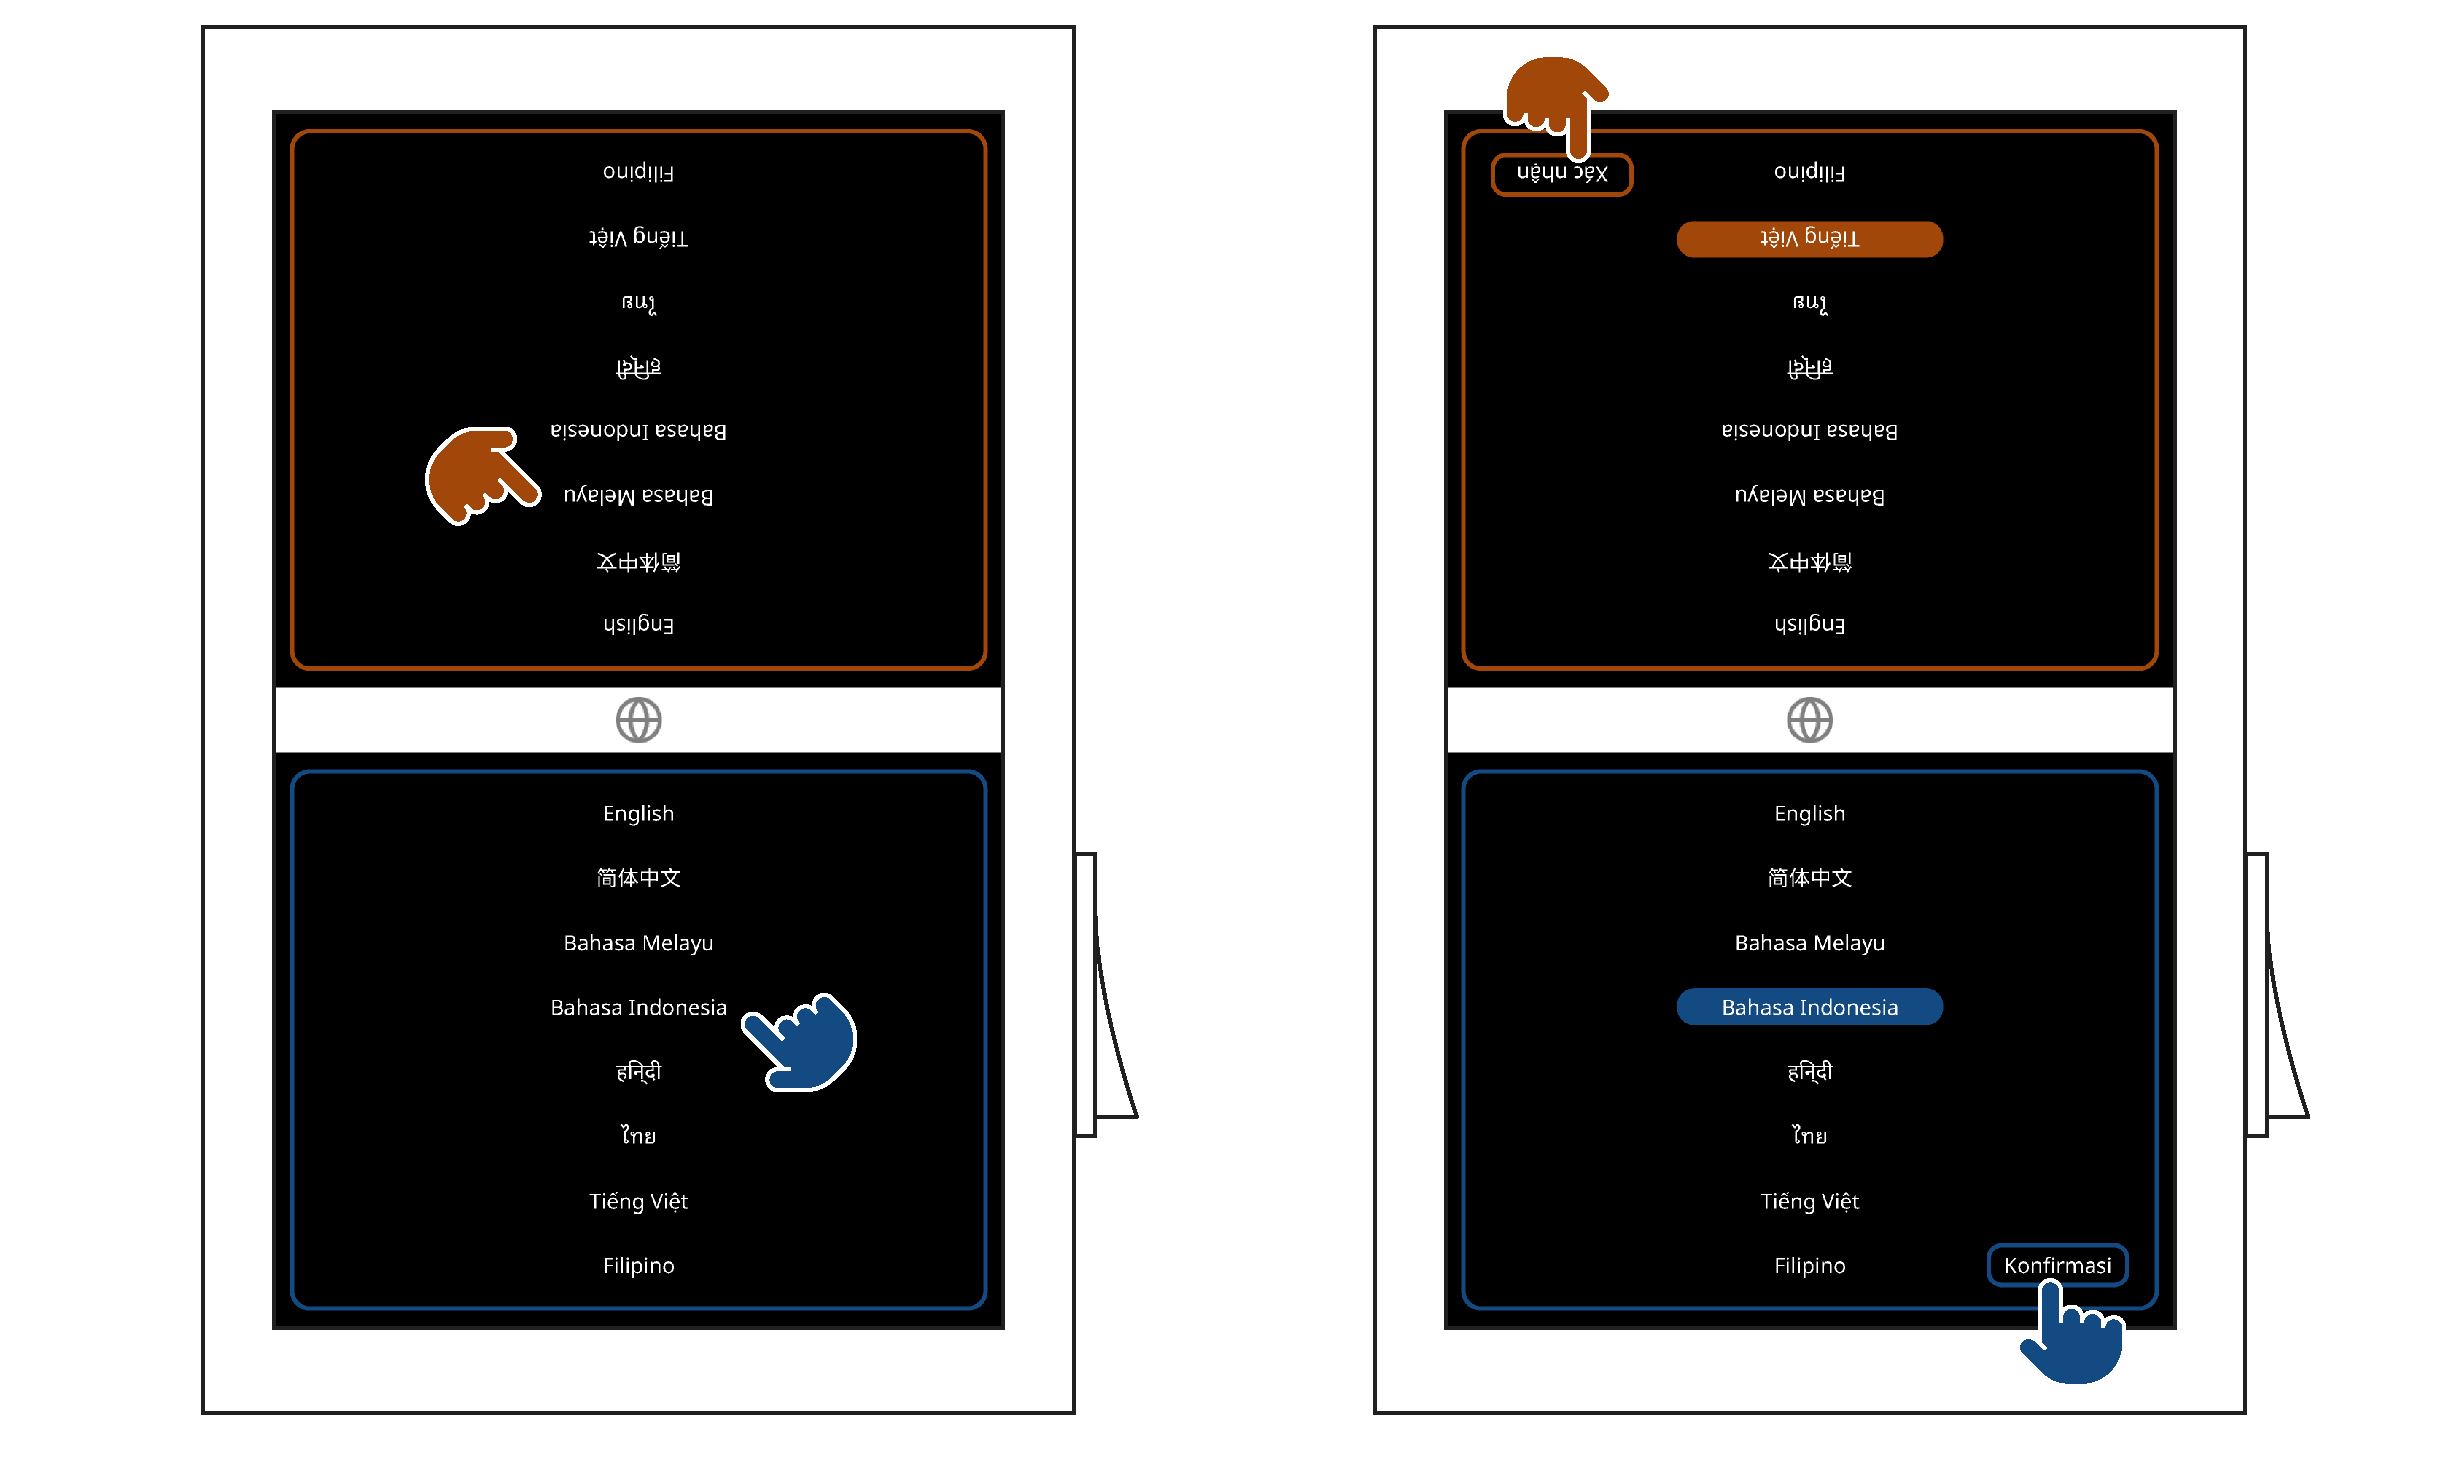 Filipino
Tiếng Việt
ไทย
हिन्दी
Bahasa Indonesia
Bahasa Melayu
简体中文
English
English
简体中文
Bahasa Melayu
Bahasa Indonesia
हिन्दी
ไทย
Tiếng Việt
Filipino
Xác nhận
Filipino
Tiếng Việt
ไทย
हिन्दी
Bahasa Indonesia
Bahasa Melayu
简体中文
English
English
简体中文
Bahasa Melayu
Bahasa Indonesia
हिन्दी
ไทย
Tiếng Việt
Filipino
Konfirmasi